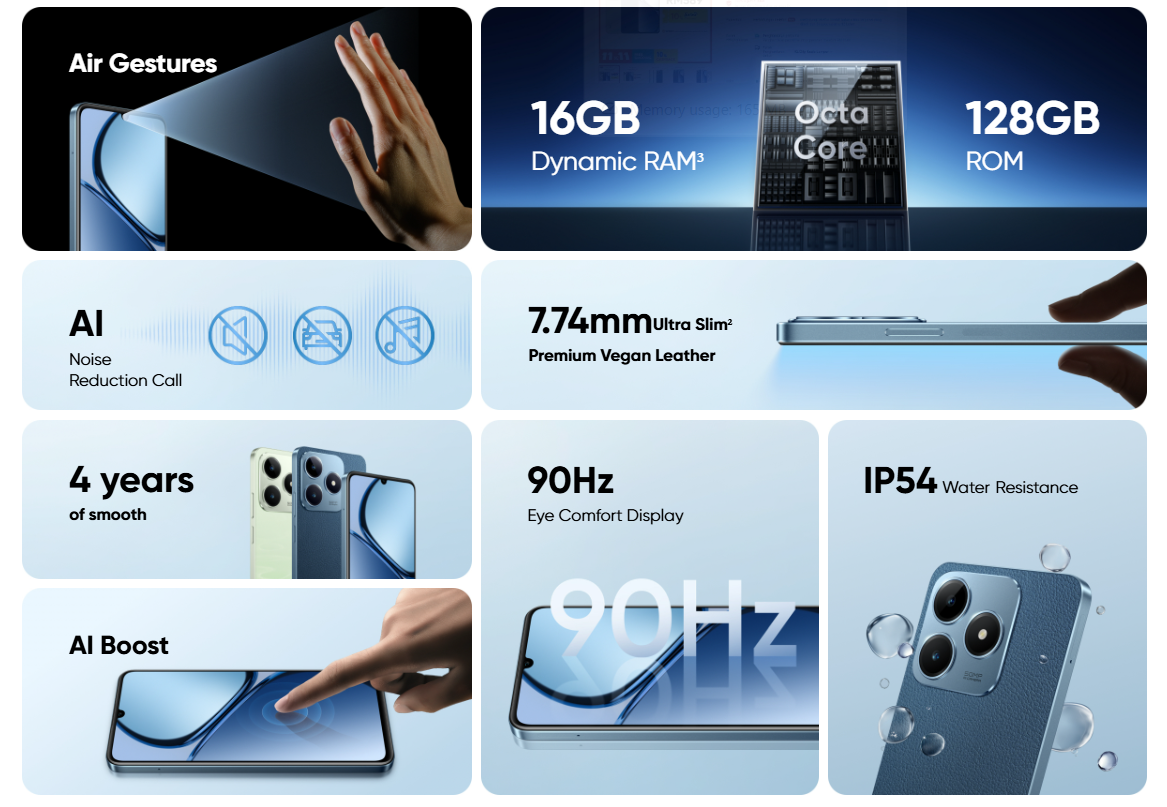 Air Gestures
16GB
Dynamic RAM³
Octa
Core
128GB
ROM
AI
Noise
Reduction Call
7.74mm Ultra Slim²
Premium Vegan Leather
4 years
of smooth
AI Boost
90Hz
Eye Comfort Display
90Hz
IP54 Water Resistance
50MP